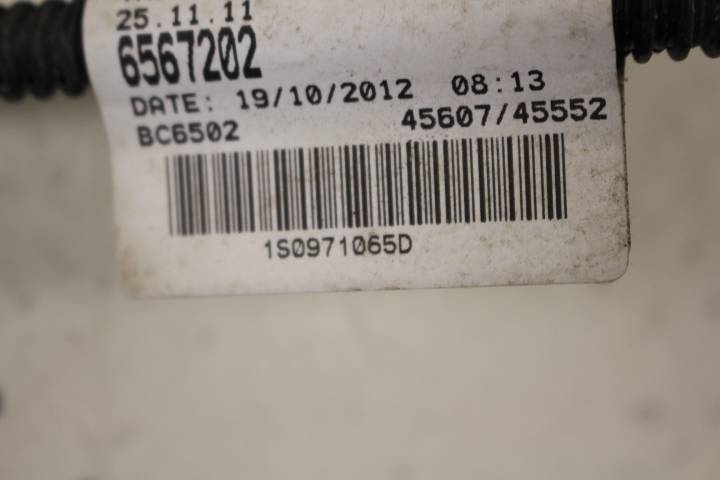 25.11.11
6567202
DATE: 19/10/2012 08:13
BC6502 45607/45552
1S0971065D